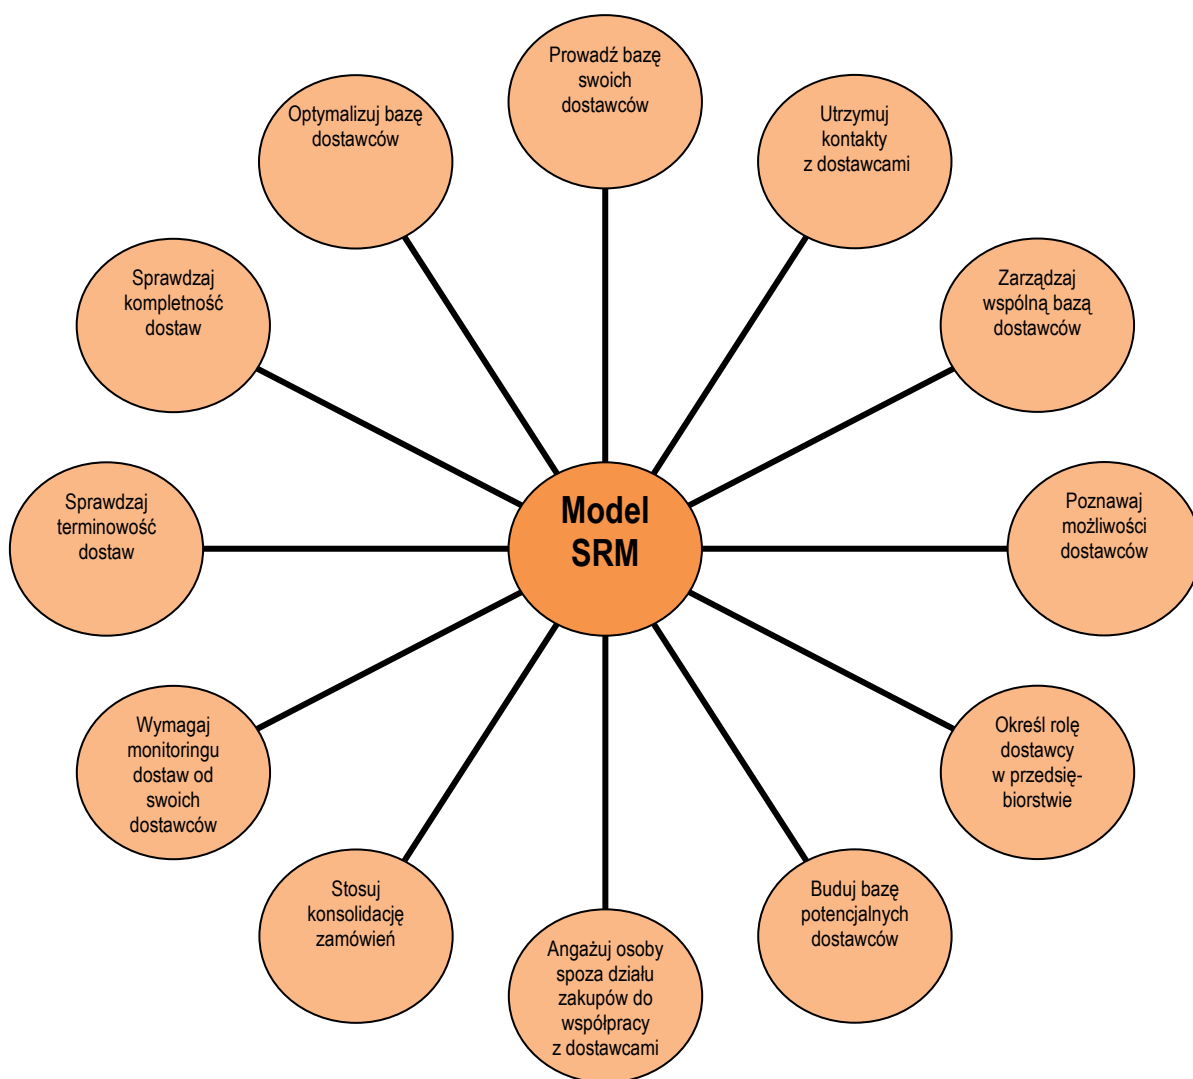 Prowadź bazę
swoich
dostawców
Optymalizuj bazę
dostawców
Utrzymuj
kontakty
z dostawcami
Sprawdzaj
kompletność
dostaw
Zarządzaj
wspólną bazą
dostawców
Sprawdzaj
terminowość
dostaw
Model
SRM
Poznawaj
możliwości
dostawców
Wymagaj
monitoringu
dostaw od
swoich
dostawców
Określ rolę
dostawcy
w przedsię-
biorstwie
Stosuj
konsolidację
zamówień
Buduj bazę
potencjalnych
dostawców
Angażuj osoby
spoza działu
zakupów do
współpracy
z dostawcami